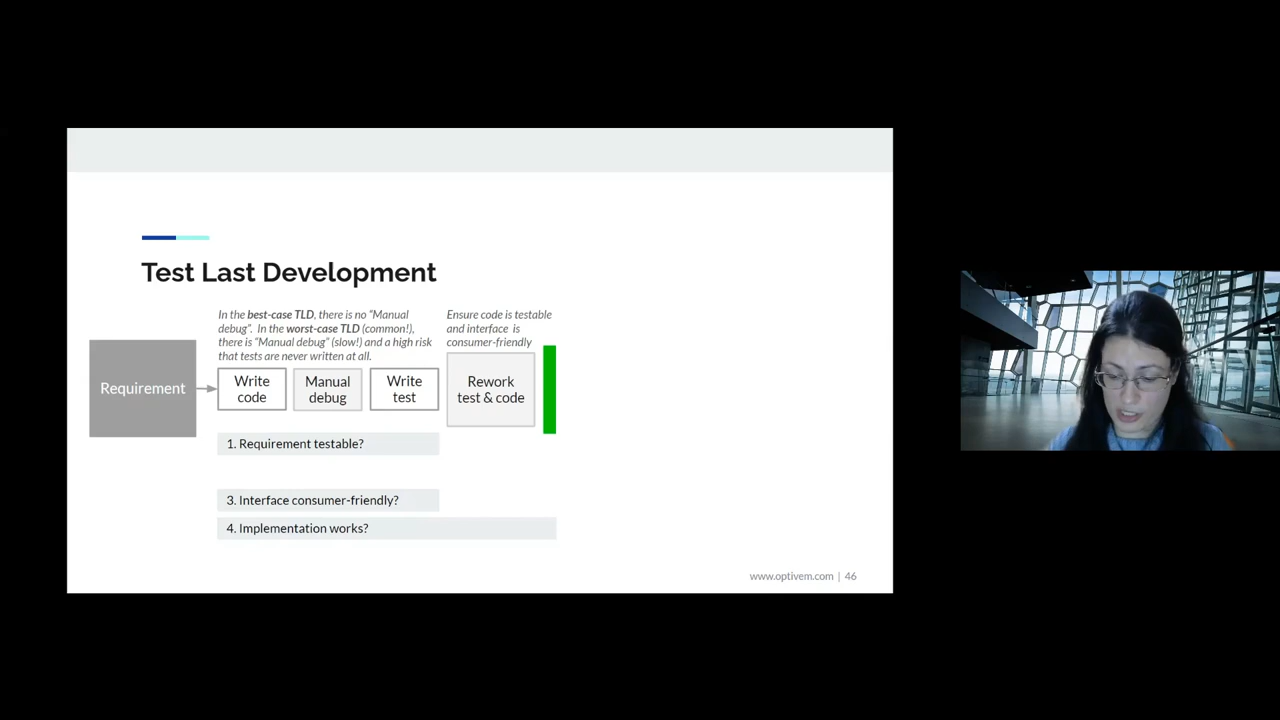 Test Last Development
In the best-case TLD, there is no “Manual
debug”. In the worst-case TLD (common!),
there is “Manual debug” (slow!) and a high risk
that tests are never written at all.
Ensure code is testable
and interface is
consumer-friendly
Requirement
Write
code
Manual
debug
Write
test
Rework
test & code
1. Requirement testable?
3. Interface consumer-friendly?
4. Implementation works?
www.optivem.com | 46